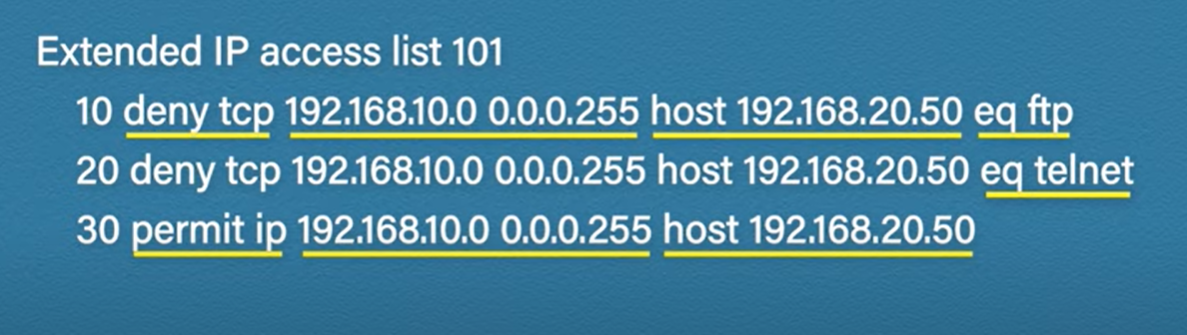 Extended IP access list 101
10 deny tcp 192.168.10.0 0.0.0.255 host 192.168.20.50 eq ftp
20 deny tcp 192.168.10.0 0.0.0.255 host 192.168.20.50 eq telnet
30 permit ip 192.168.10.0 0.0.0.255 host 192.168.20.50